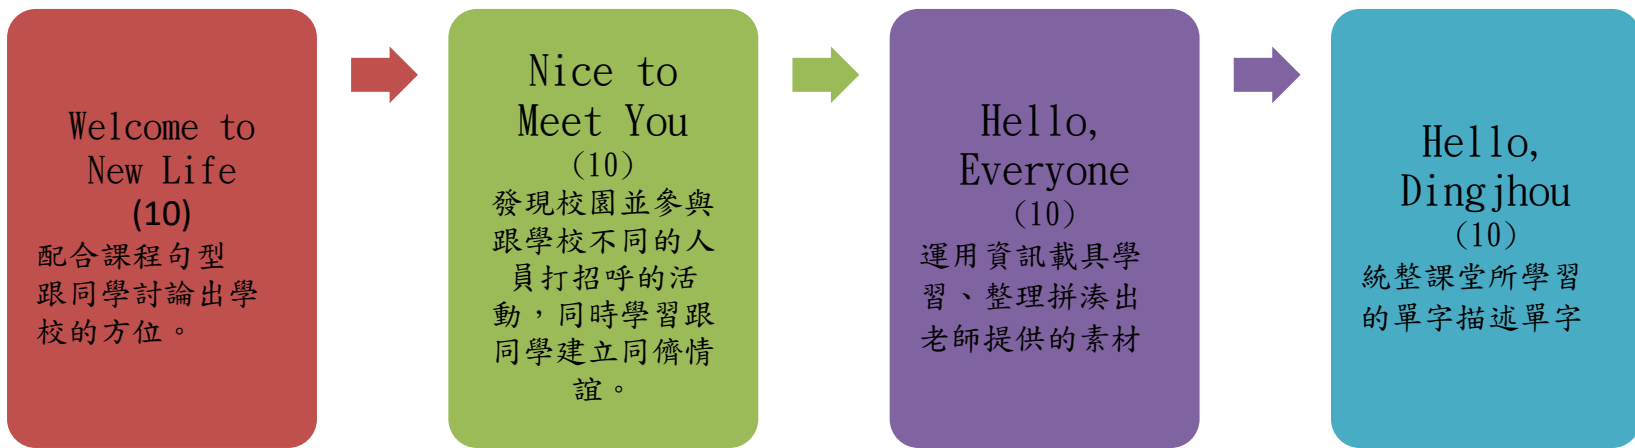 Welcome to
New Life
(10)
配合課程句型
跟同學討論出學
校的方位。
Nice to
Meet You
(10)
發現校園並參與
跟學校不同的人
員打招呼的活
動，同時學習跟
同學建立同儕情
誼。
Hello,
Everyone
(10)
運用資訊載具學
習、整理拼湊出
老師提供的素材
Hello,
Dingjhou
(10)
統整課堂所學習
的單字描述單字